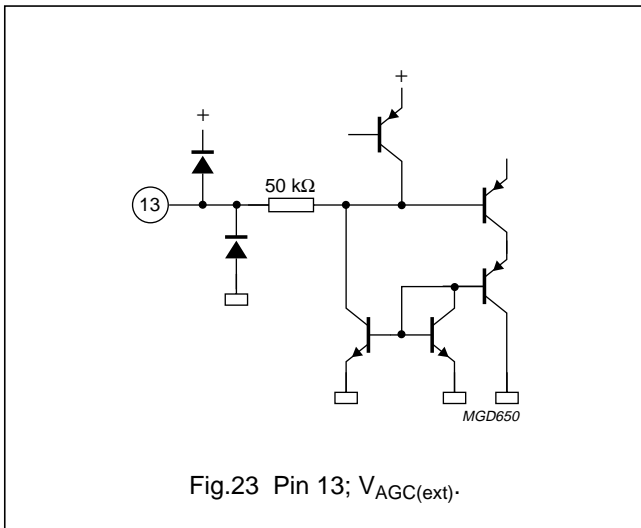 +
+
50 kΩ
13
MGD650
Fig.23 Pin 13; VAGC(ext).